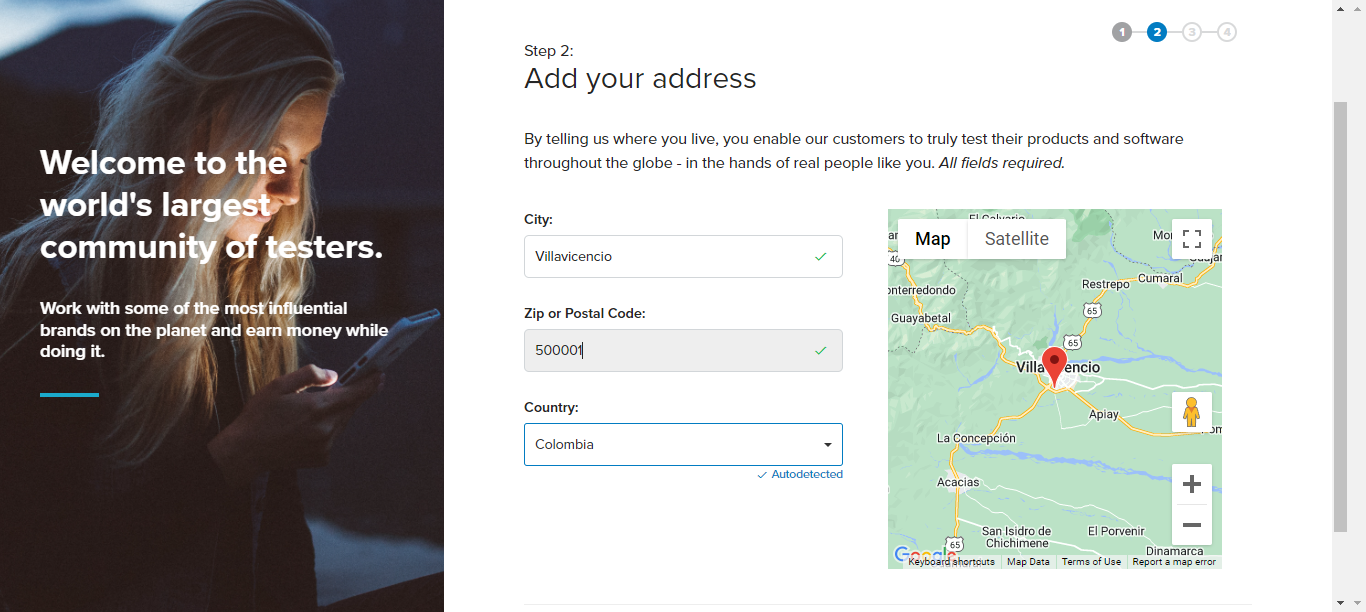 Welcome to the
world's largest
community of testers.
Work with some of the most influential
brands on the planet and earn money while
doing it.
1 2 3 4
Step 2:
Add your address
By telling us where you live, you enable our customers to truly test their products and software
throughout the globe - in the hands of real people like you. All fields required.
City:
Villavicencio
Zip or Postal Code:
500001
Country:
Colombia
Autodetected
Map
Satellite
El Calvario
40
Restrepo
Cumaral
Guayabetal
65
65
Villavicencio
Apiay
La Concepción
Acacias
San Isidro de
Chichimene
El Porvenir
65
Dinamarca
Google
Keyboard shortcuts
Map Data
Terms of Use
Report a map error